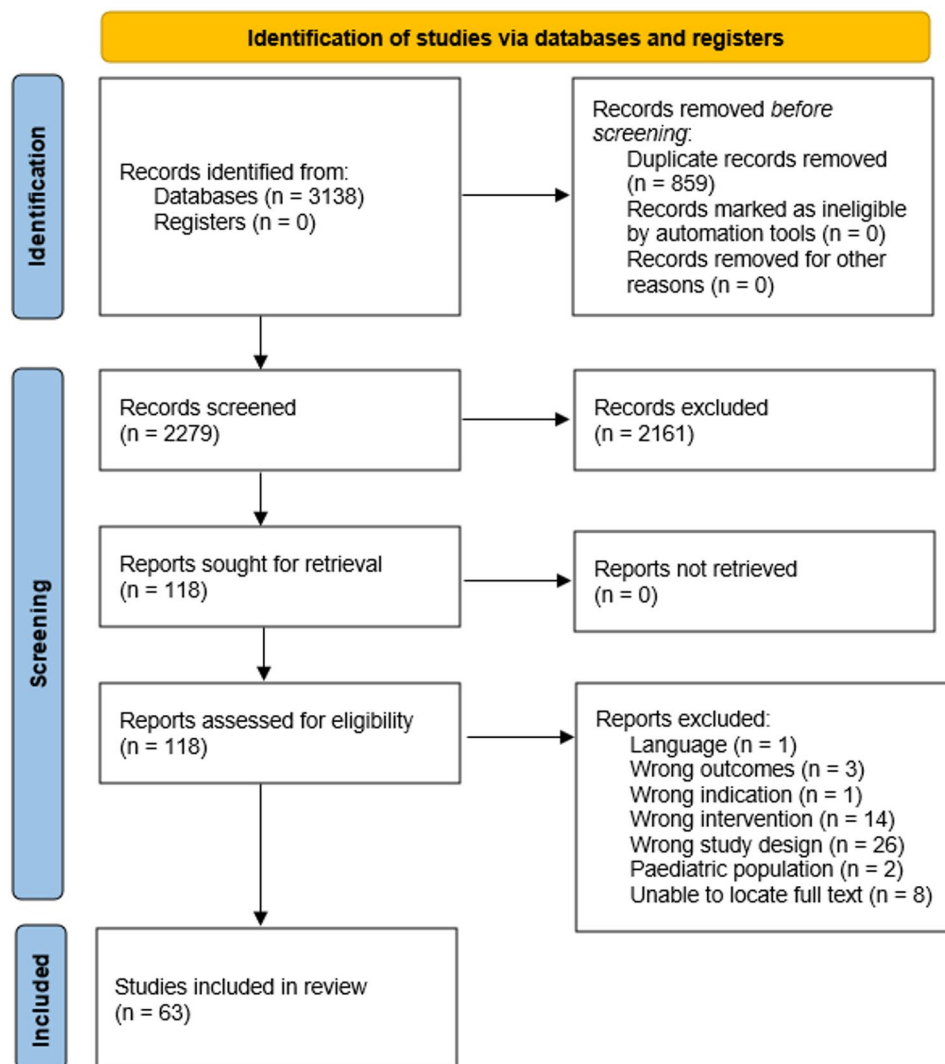 Identification of studies via databases and registers
Identification
Records identified from:
Databases (n = 3138)
Registers (n = 0)
Records removed before
screening:
Duplicate records removed
(n = 859)
Records marked as ineligible
by automation tools (n = 0)
Records removed for other
reasons (n = 0)
Screening
Records screened
(n = 2279)
Records excluded
(n = 2161)
Reports sought for retrieval
(n = 118)
Reports not retrieved
(n = 0)
Reports assessed for eligibility
(n = 118)
Reports excluded:
Language (n = 1)
Wrong outcomes (n = 3)
Wrong indication (n = 1)
Wrong intervention (n = 14)
Wrong study design (n = 26)
Paediatric population (n = 2)
Unable to locate full text (n = 8)
Included
Studies included in review
(n = 63)